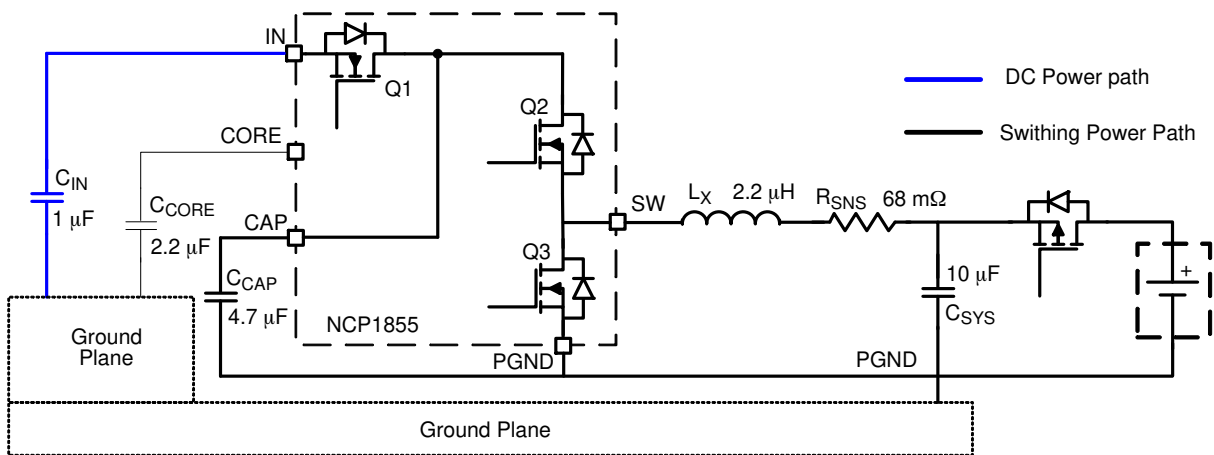 IN
Q1
DC Power path
Q2
CORE
Swithing Power Path
CIN
1 μF
CCORE
2.2 μF
CAP
SW
LX
2.2 μH
RSNS
68 mΩ
Q3
CCAP
4.7 μF
10 μF
CSYS
+
NCP1855
Ground
Plane
PGND
PGND
Ground Plane